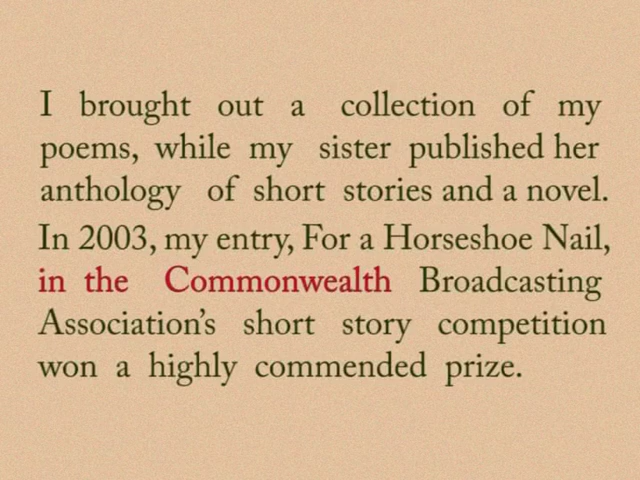 I brought out a collection of my
poems, while my sister published her
anthology of short stories and a novel.
In 2003, my entry, For a Horseshoe Nail,
in the Commonwealth Broadcasting
Association's short story competition
won a highly commended prize.